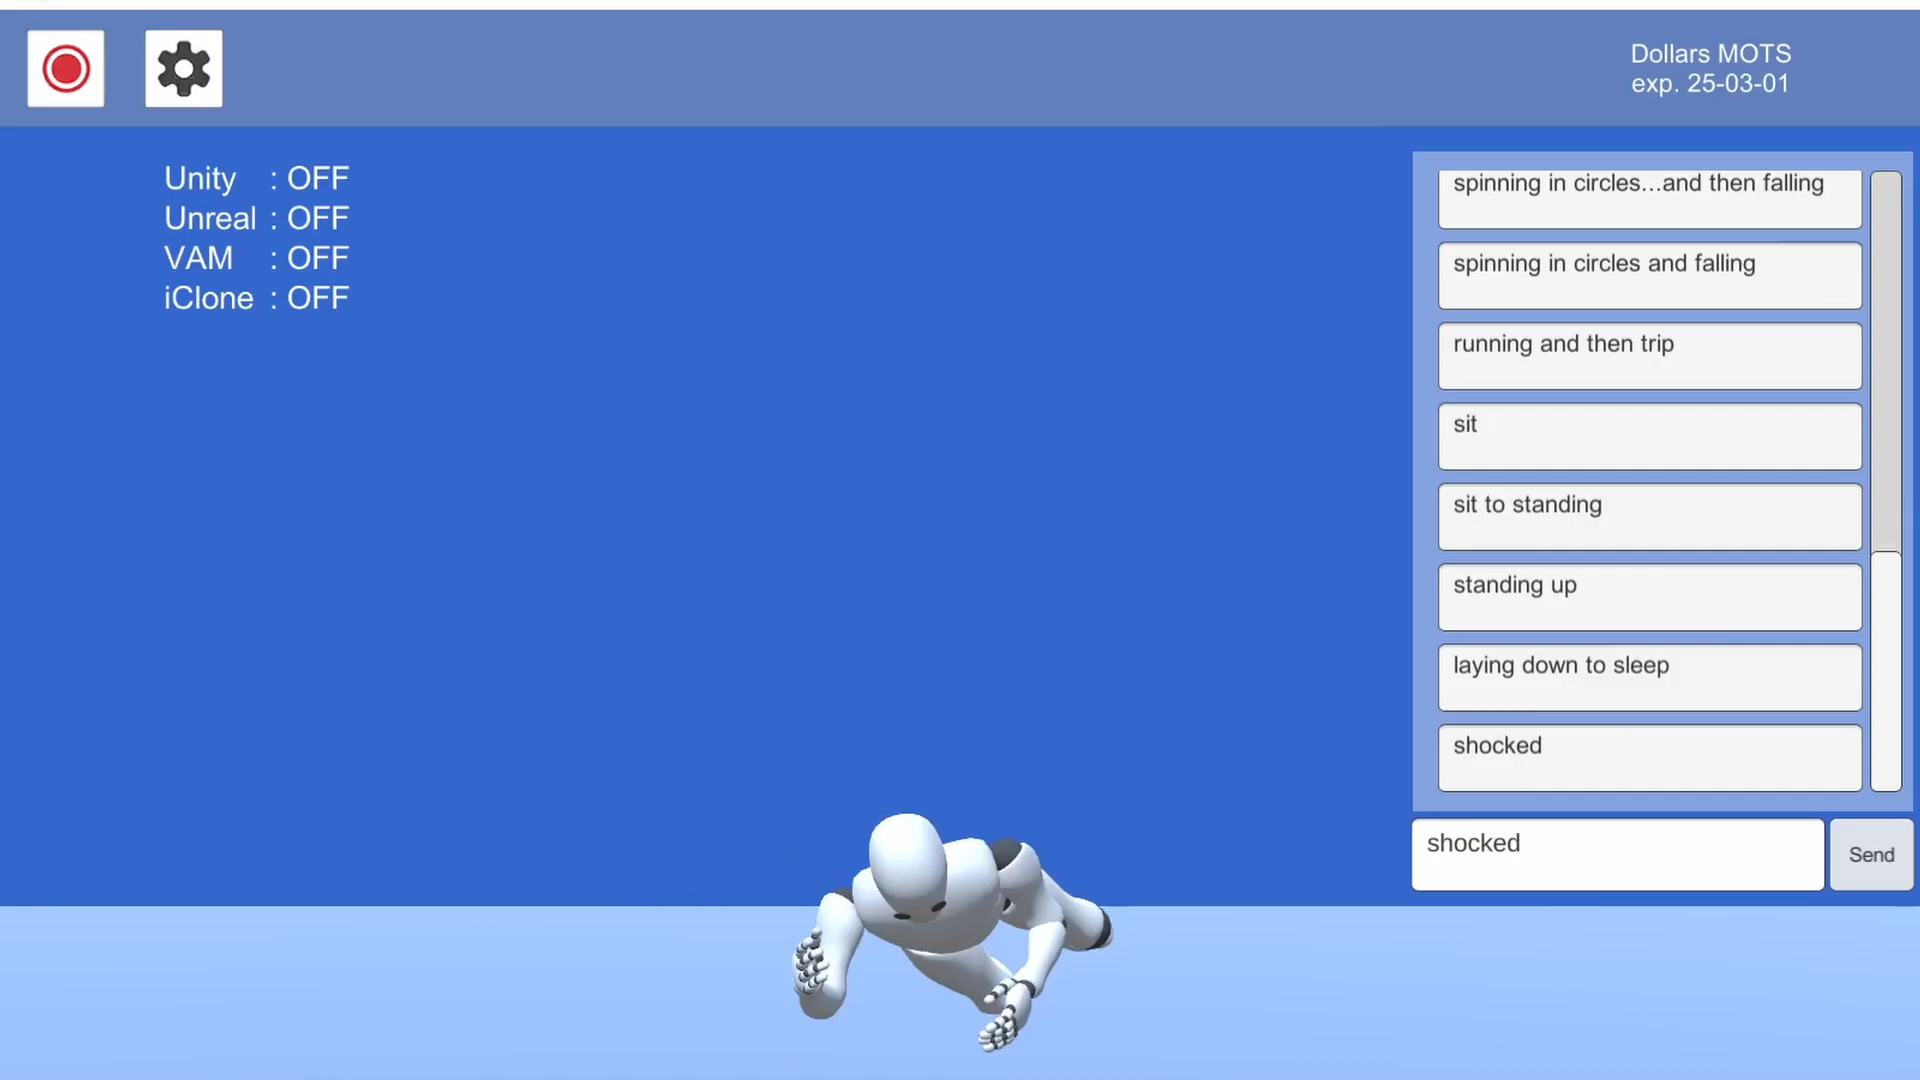 Dollars MOTS
exp. 25-03-01
Unity : OFF
Unreal : OFF
VAM : OFF
iClone : OFF
spinning in circles...and then falling
spinning in circles and falling
running and then trip
sit
sit to standing
standing up
laying down to sleep
shocked
shocked
Send